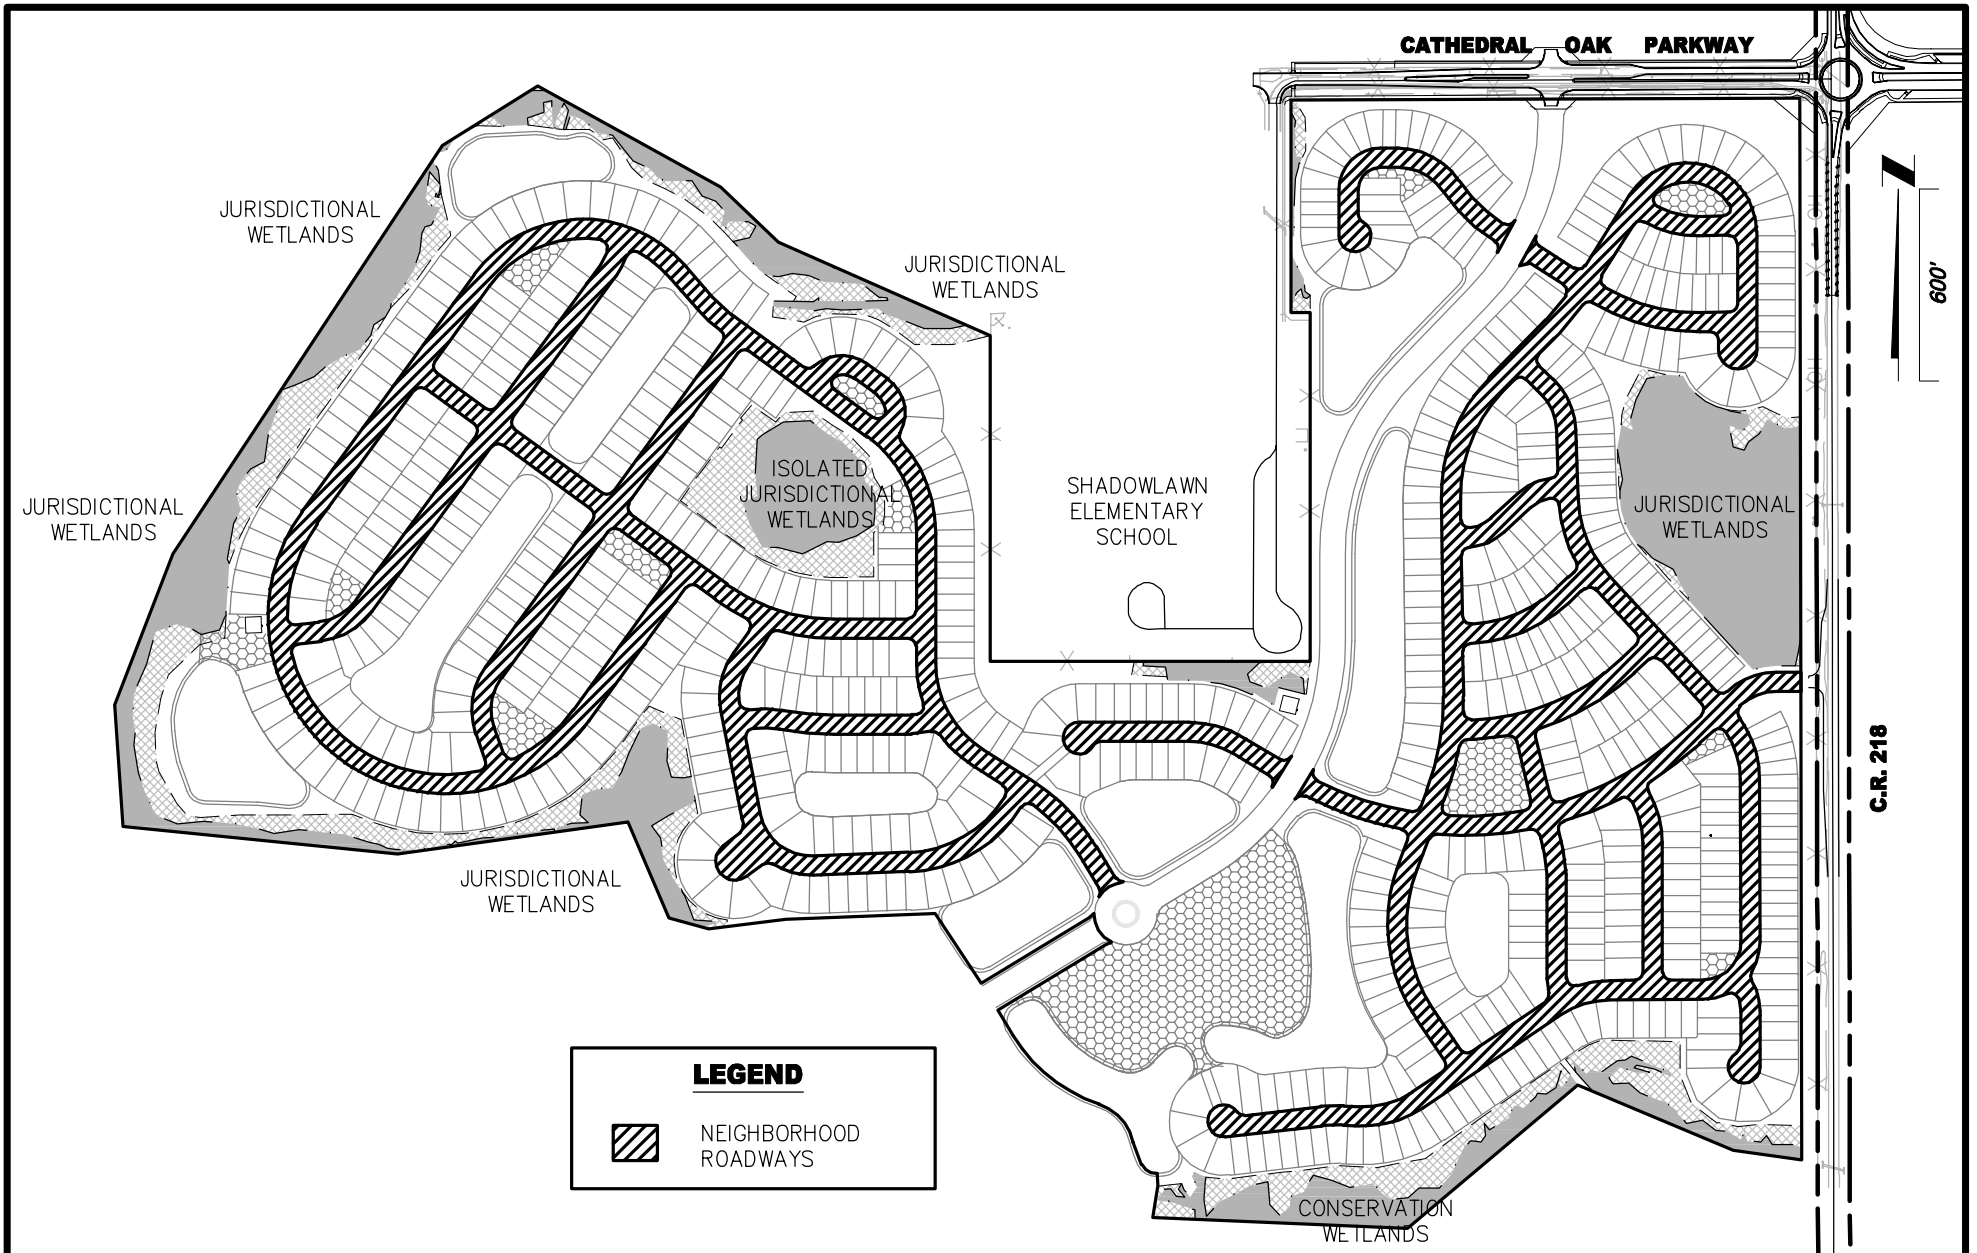 CATHEDRAL OAK PARKWAY
JURISDICTIONAL
WETLANDS
JURISDICTIONAL
WETLANDS
600'
ISOLATED
JURISDICTIONAL
WETLANDS
SHADOWLAWN
ELEMENTARY
SCHOOL
JURISDICTIONAL
WETLANDS
JURISDICTIONAL
WETLANDS
C.R. 218
JURISDICTIONAL
WETLANDS
LEGEND
NEIGHBORHOOD
ROADWAYS
CONSERVATION
WETLANDS